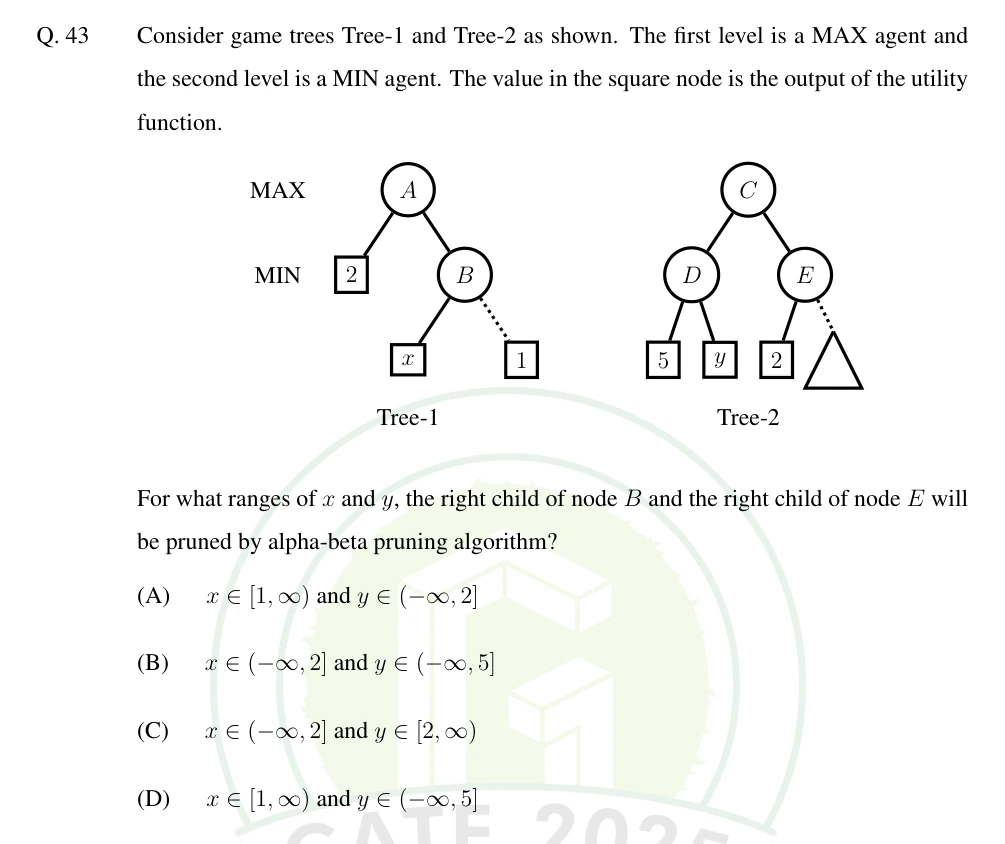 Q. 43 Consider game trees Tree-1 and Tree-2 as shown. The first level is a MAX agent and
the second level is a MIN agent. The value in the square node is the output of the utility
function.
MAX A C
MIN 2 B D E
x 1 5 y 2
Tree-1 Tree-2
For what ranges of x and y, the right child of node B and the right child of node E will
be pruned by alpha-beta pruning algorithm?
(A) x ∈ [1, ∞) and y ∈ (−∞, 2]
(B) x ∈ (−∞, 2] and y ∈ (−∞, 5]
(C) x ∈ (−∞, 2] and y ∈ [2, ∞)
(D) x ∈ [1, ∞) and y ∈ (−∞, 5]
GATE 2025